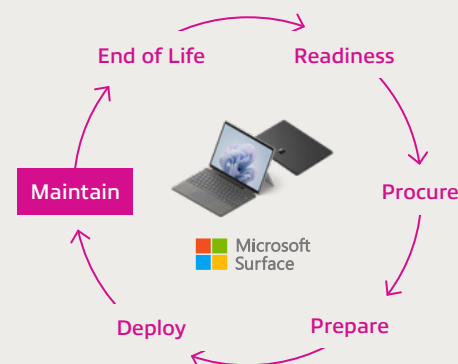 End of Life
Readiness
Maintain
Procure
Microsoft
Surface
Deploy
Prepare